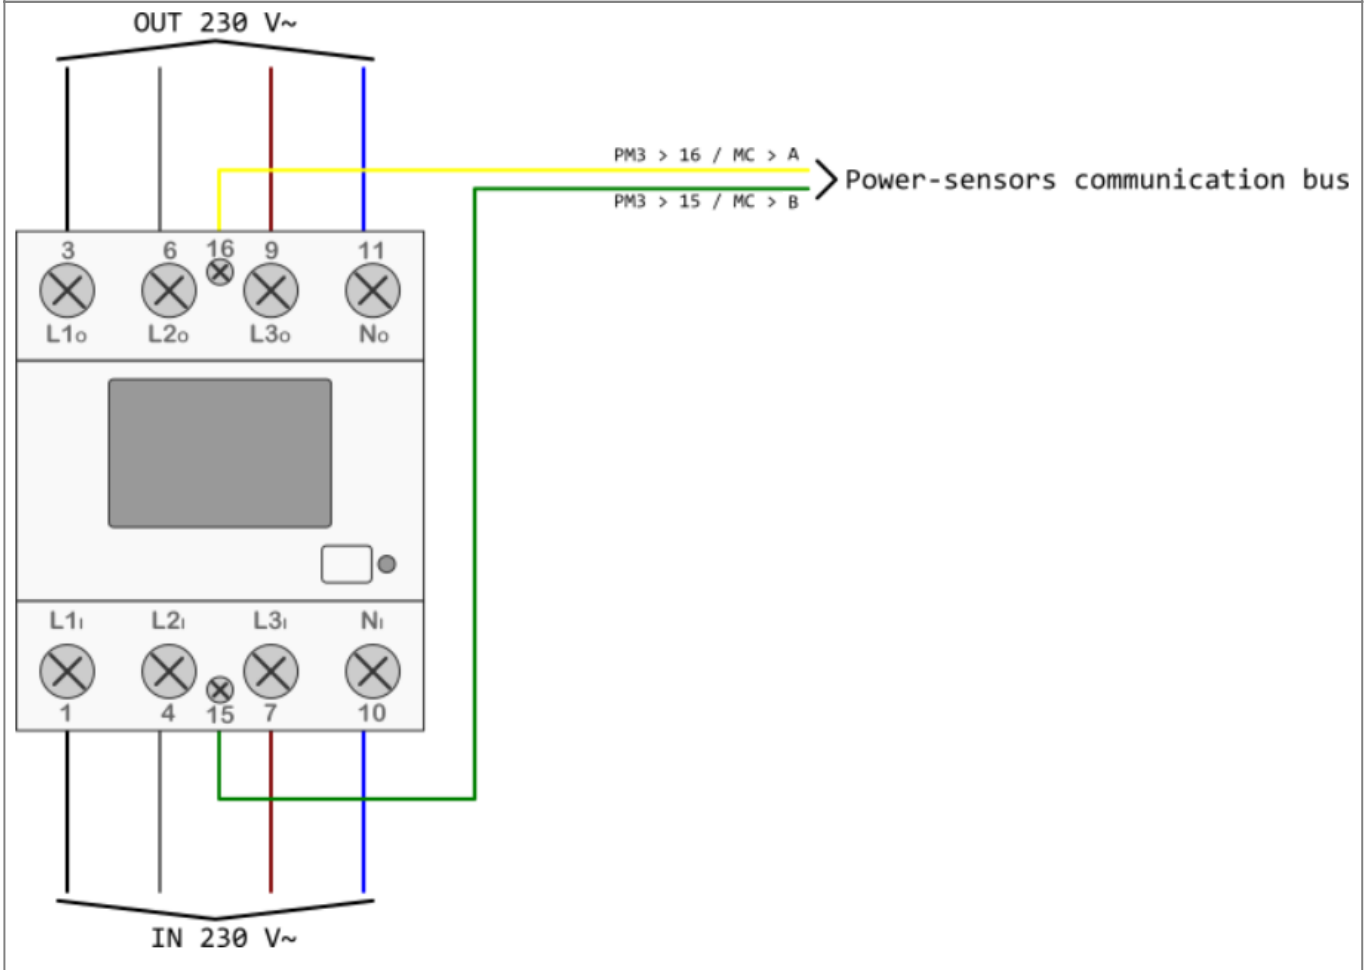 OUT 230 V~
PM3 > 16 / MC > A
Power-sensors communication bus
PM3 > 15 / MC > B
3 6 16 9 11
L1o L2o L3o No
L1I L2I L3I NI
1 4 15 7 10
IN 230 V~